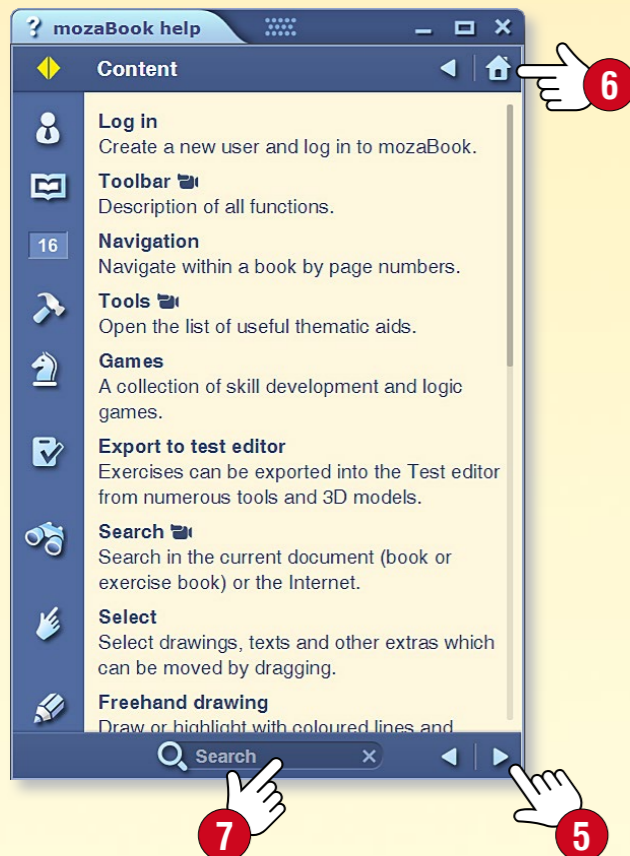 ? mozaBook help
Content
6
Log in
Create a new user and log in to mozaBook.
Toolbar
Description of all functions.
16
Navigation
Navigate within a book by page numbers.
Tools
Open the list of useful thematic aids.
Games
A collection of skill development and logic
games.
Export to test editor
Exercises can be exported into the Test editor
from numerous tools and 3D models.
Search
Search in the current document (book or
exercise book) or the Internet.
Select
Select drawings, texts and other extras which
can be moved by dragging.
Freehand drawing
Draw or highlight with coloured lines and
Search
7
5